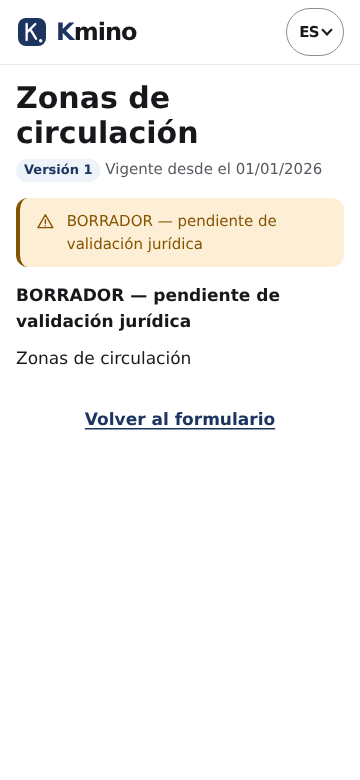 K. Kmino
ES
Zonas de
circulación
Versión 1 Vigente desde el 01/01/2026
BORRADOR — pendiente de
validación jurídica
BORRADOR — pendiente de
validación jurídica
Zonas de circulación
Volver al formulario